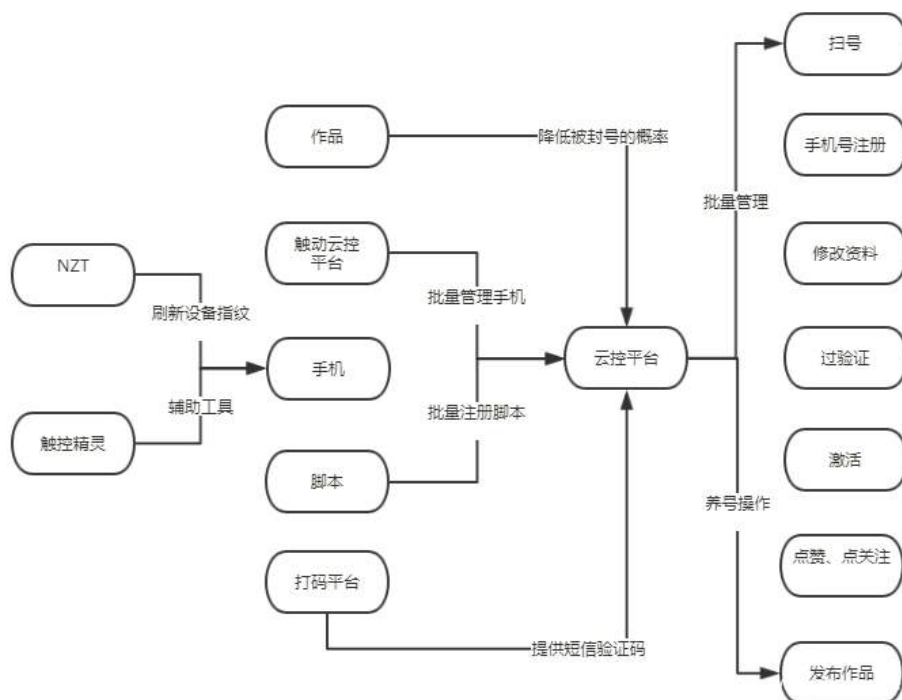 扫号
作品
降低被封号的概率
手机号注册
批量管理
触动云控
平台
修改资料
NZT
批量管理手机
刷新设备指纹
手机
云控平台
过验证
辅助工具
批量注册脚本
触控精灵
脚本
激活
养号操作
点赞、点关注
打码平台
提供短信验证码
发布作品